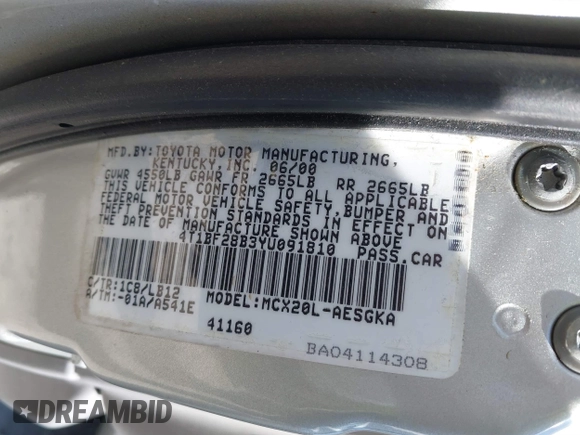 MFD.BY:TOYOTA MOTOR MANUFACTURING,
KENTUCKY, INC. 06/00
GVWR 4550LB GAWR FR 2665LB RR 2665LB
THIS VEHICLE CONFORMS TO ALL APPLICABLE
FEDERAL MOTOR VEHICLE SAFETY, BUMPER AND
THEFT PREVENTION STANDARDS IN EFFECT ON
THE DATE OF MANUFACTURE SHOWN ABOVE
4T1BF28B3YU091810 PASS.CAR
C/TR:1C8/LB12 MODEL:MCX20L-AESGKA
A/TM:-01A/A541E
41160
BA04114308
DREAMBID